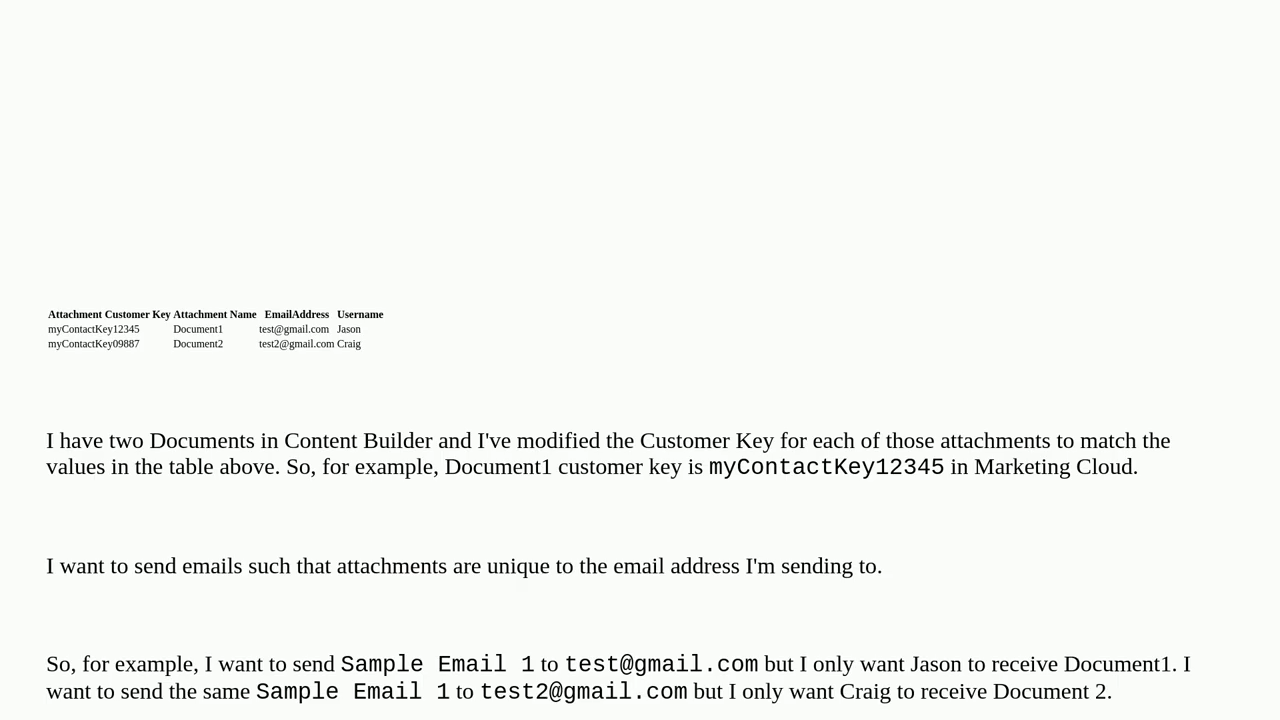 Attachment Customer Key Attachment Name EmailAddress Username
myContactKey12345 Document1 test@gmail.com Jason
myContactKey09887 Document2 test2@gmail.com Craig
I have two Documents in Content Builder and I've modified the Customer Key for each of those attachments to match the
values in the table above. So, for example, Document1 customer key is myContactKey12345 in Marketing Cloud.
I want to send emails such that attachments are unique to the email address I'm sending to.
So, for example, I want to send Sample Email 1 to test@gmail.com but I only want Jason to receive Document1. I
want to send the same Sample Email 1 to test2@gmail.com but I only want Craig to receive Document 2.